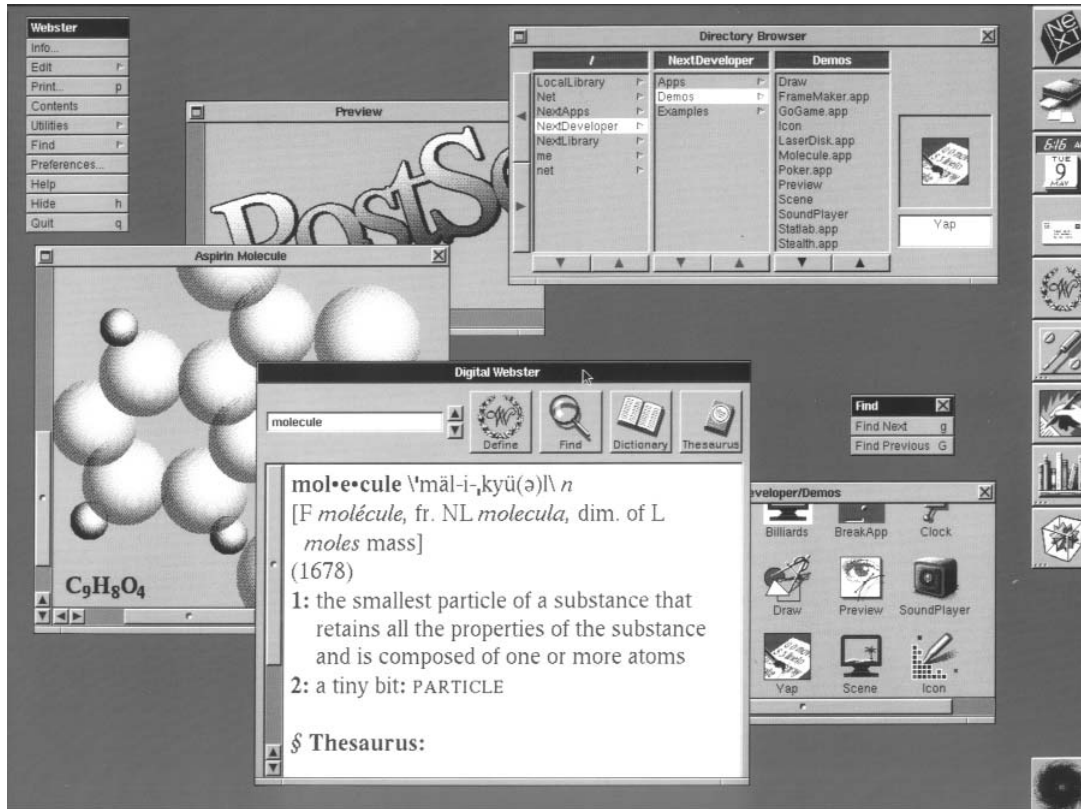 Webster
Info...
Edit
Print... p
Contents
Utilities
Find
Preferences...
Help
Hide h
Quit q
Preview
PostSc
Directory Browser
/
LocalLibrary
Net
NextApps
NextDeveloper
NextLibrary
me
net
NextDeveloper
Apps
Demos
Examples
Demos
Draw
FrameMaker.app
GoGame.app
Icon
LaserDisk.app
Molecule.app
Poker.app
Preview
Scene
SoundPlayer
Statlab.app
Stealth.app
Yap
NeXT
6:16
TUE
9
MAY
Aspirin Molecule
C₉H₈O₄
Digital Webster
molecule
Define
Find
Dictionary
Thesaurus
mol•e•cule \'mäl-i-ˌkyü(ə)l\ n
[F molécule, fr. NL molecula, dim. of L
moles mass]
(1678)
1: the smallest particle of a substance that
retains all the properties of the substance
and is composed of one or more atoms
2: a tiny bit: PARTICLE
§ Thesaurus:
Find
Find Next g
Find Previous G
eveloper/Demos
Billiards
BreakApp
Clock
Draw
Preview
SoundPlayer
Yap
Scene
Icon